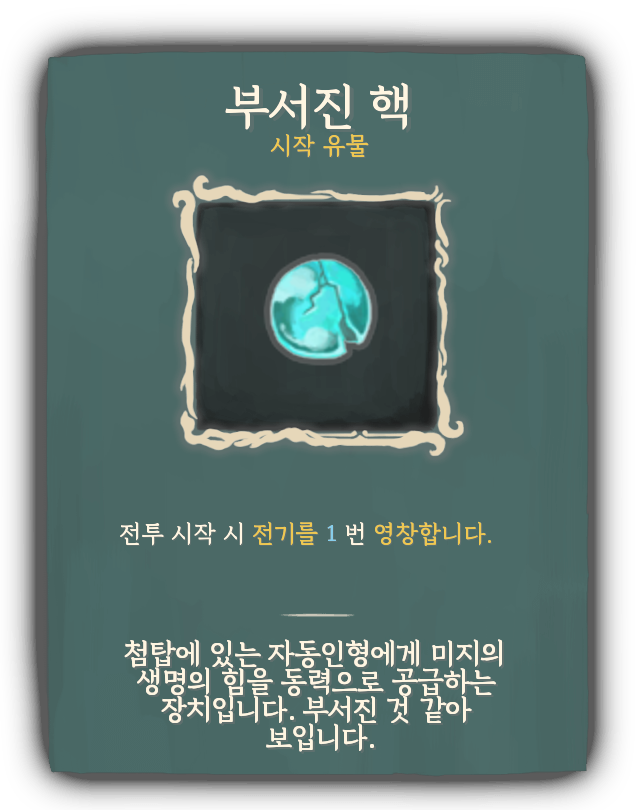 부서진 핵
시작 유물
전투 시작 시 전기를 1 번 영창합니다.
첨탑에 있는 자동인형에게 미지의
생명의 힘을 동력으로 공급하는
장치입니다. 부서진 것 같아
보입니다.